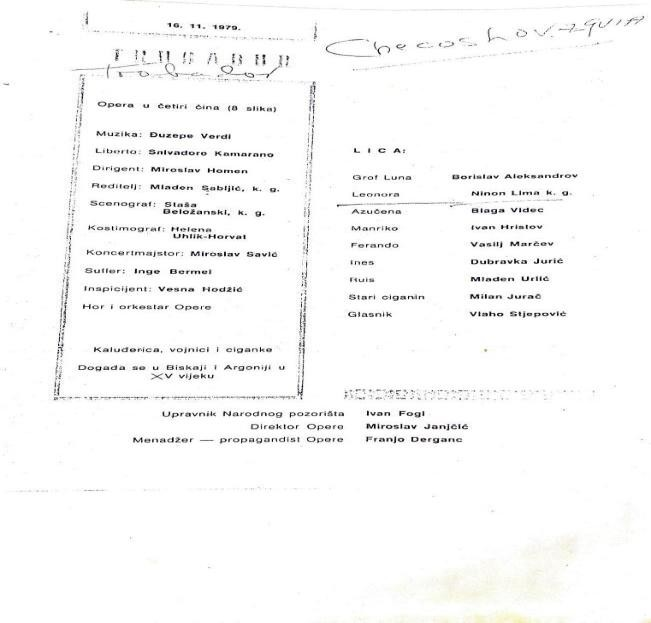 16. 11. 1979.
Checoshovaquia
Trobador
Opera u četiri čina (8 slika)
Muzika: Đuzepe Verdi
Liberto: Salvadore Kamarano
Dirigent: Miroslav Homen
Reditelj: Mladen Sabljić, k. g.
Scenograf: Staša
Beložanski, k. g.
Kostimograf: Helena
Uhlik-Horvat
Koncertmajstor: Miroslav Savić
Sufler: Inge Bermel
Inspicijent: Vesna Hodžić
Hor i orkestar Opere
Kaluđerica, vojnici i ciganke
Događa se u Biskaji i Argoniji u
XV vijeku
LICA:
Grof Luna Borislav Aleksandrov
Leonora Ninon Lima k. g.
Azučena Blaga Videc
Manriko Ivan Hristov
Ferando Vasilj Marčev
Ines Dubravka Jurić
Ruis Mladen Urlić
Stari ciganin Milan Jurač
Glasnik Vlaho Stjepović
Upravnik Narodnog pozorišta Ivan Fogl
Direktor Opere Miroslav Janjčić
Menadžer — propagandist Opere Franjo Derganc